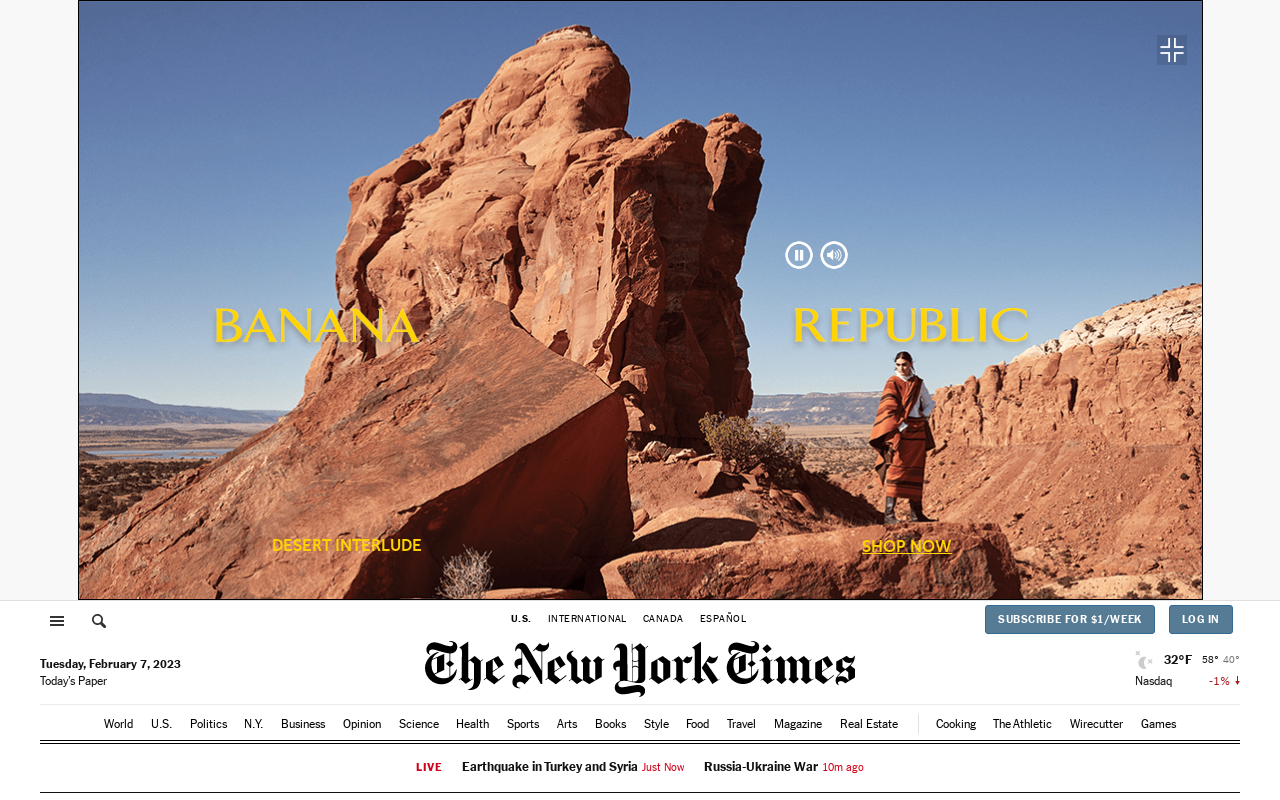 BANANA REPUBLIC
DESERT INTERLUDE SHOP NOW
U.S. INTERNATIONAL CANADA ESPAÑOL
SUBSCRIBE FOR $1/WEEK LOG IN
Tuesday, February 7, 2023
Today's Paper
The New York Times
32°F 58° 40°
Nasdaq -1%
World U.S. Politics N.Y. Business Opinion Science Health Sports Arts Books Style Food Travel Magazine Real Estate Cooking The Athletic Wirecutter Games
LIVE Earthquake in Turkey and Syria Just Now Russia-Ukraine War 10m ago